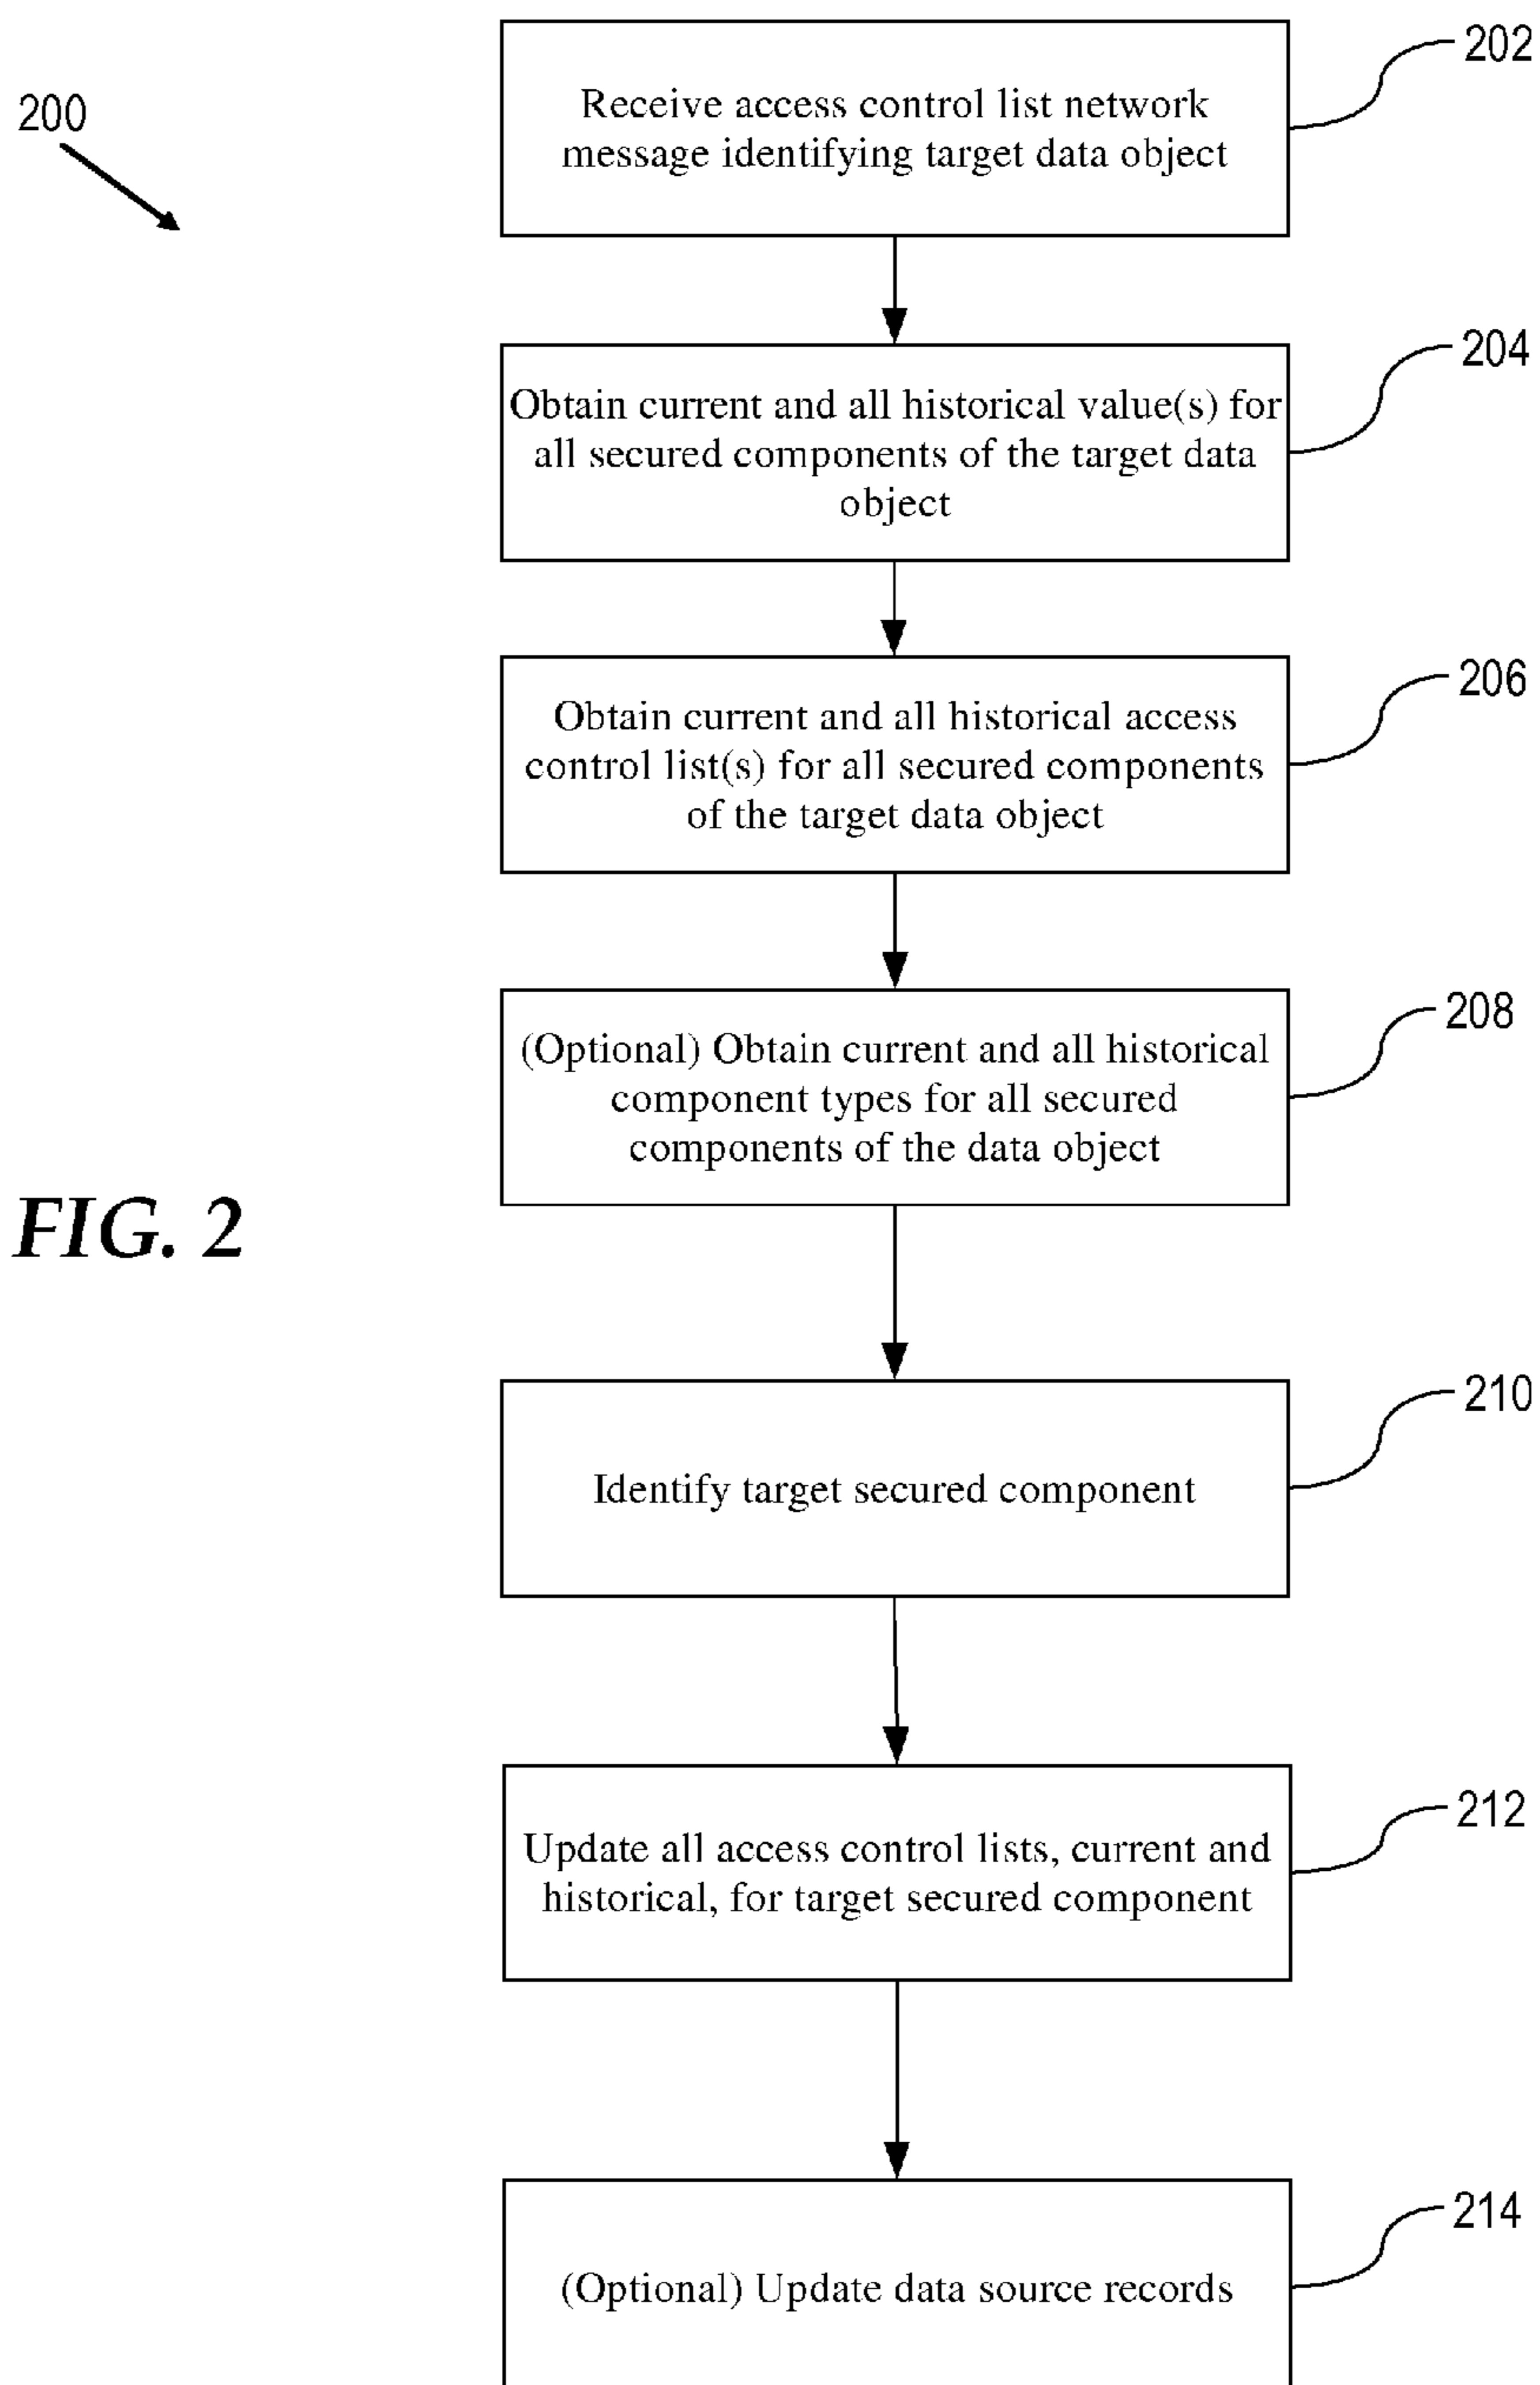 200
Receive access control list network
message identifying target data object
202
Obtain current and all historical value(s) for
all secured components of the target data
object
204
Obtain current and all historical access
control list(s) for all secured components
of the target data object
206
(Optional) Obtain current and all historical
component types for all secured
components of the data object
208
FIG. 2
Identify target secured component
210
Update all access control lists, current and
historical, for target secured component
212
(Optional) Update data source records
214